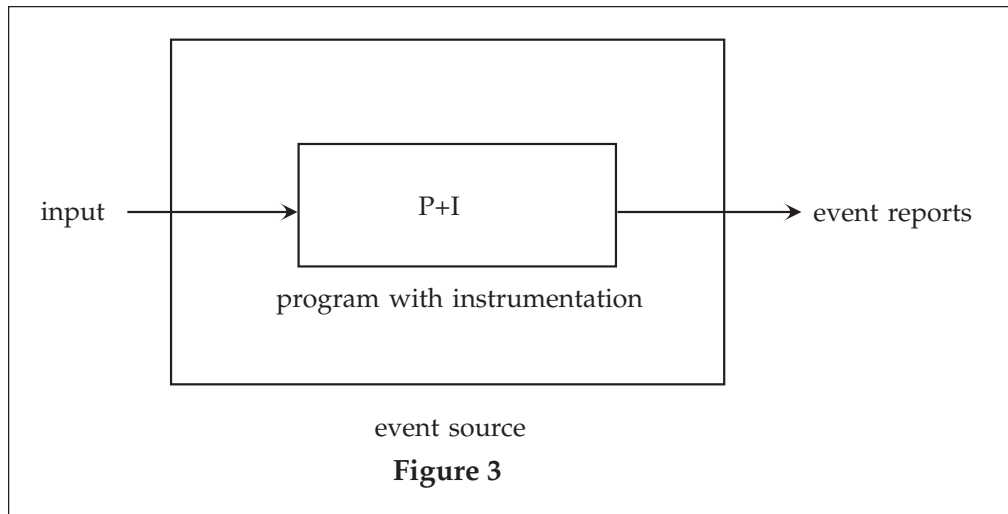 P+I
input
event reports
program with instrumentation
event source
Figure 3